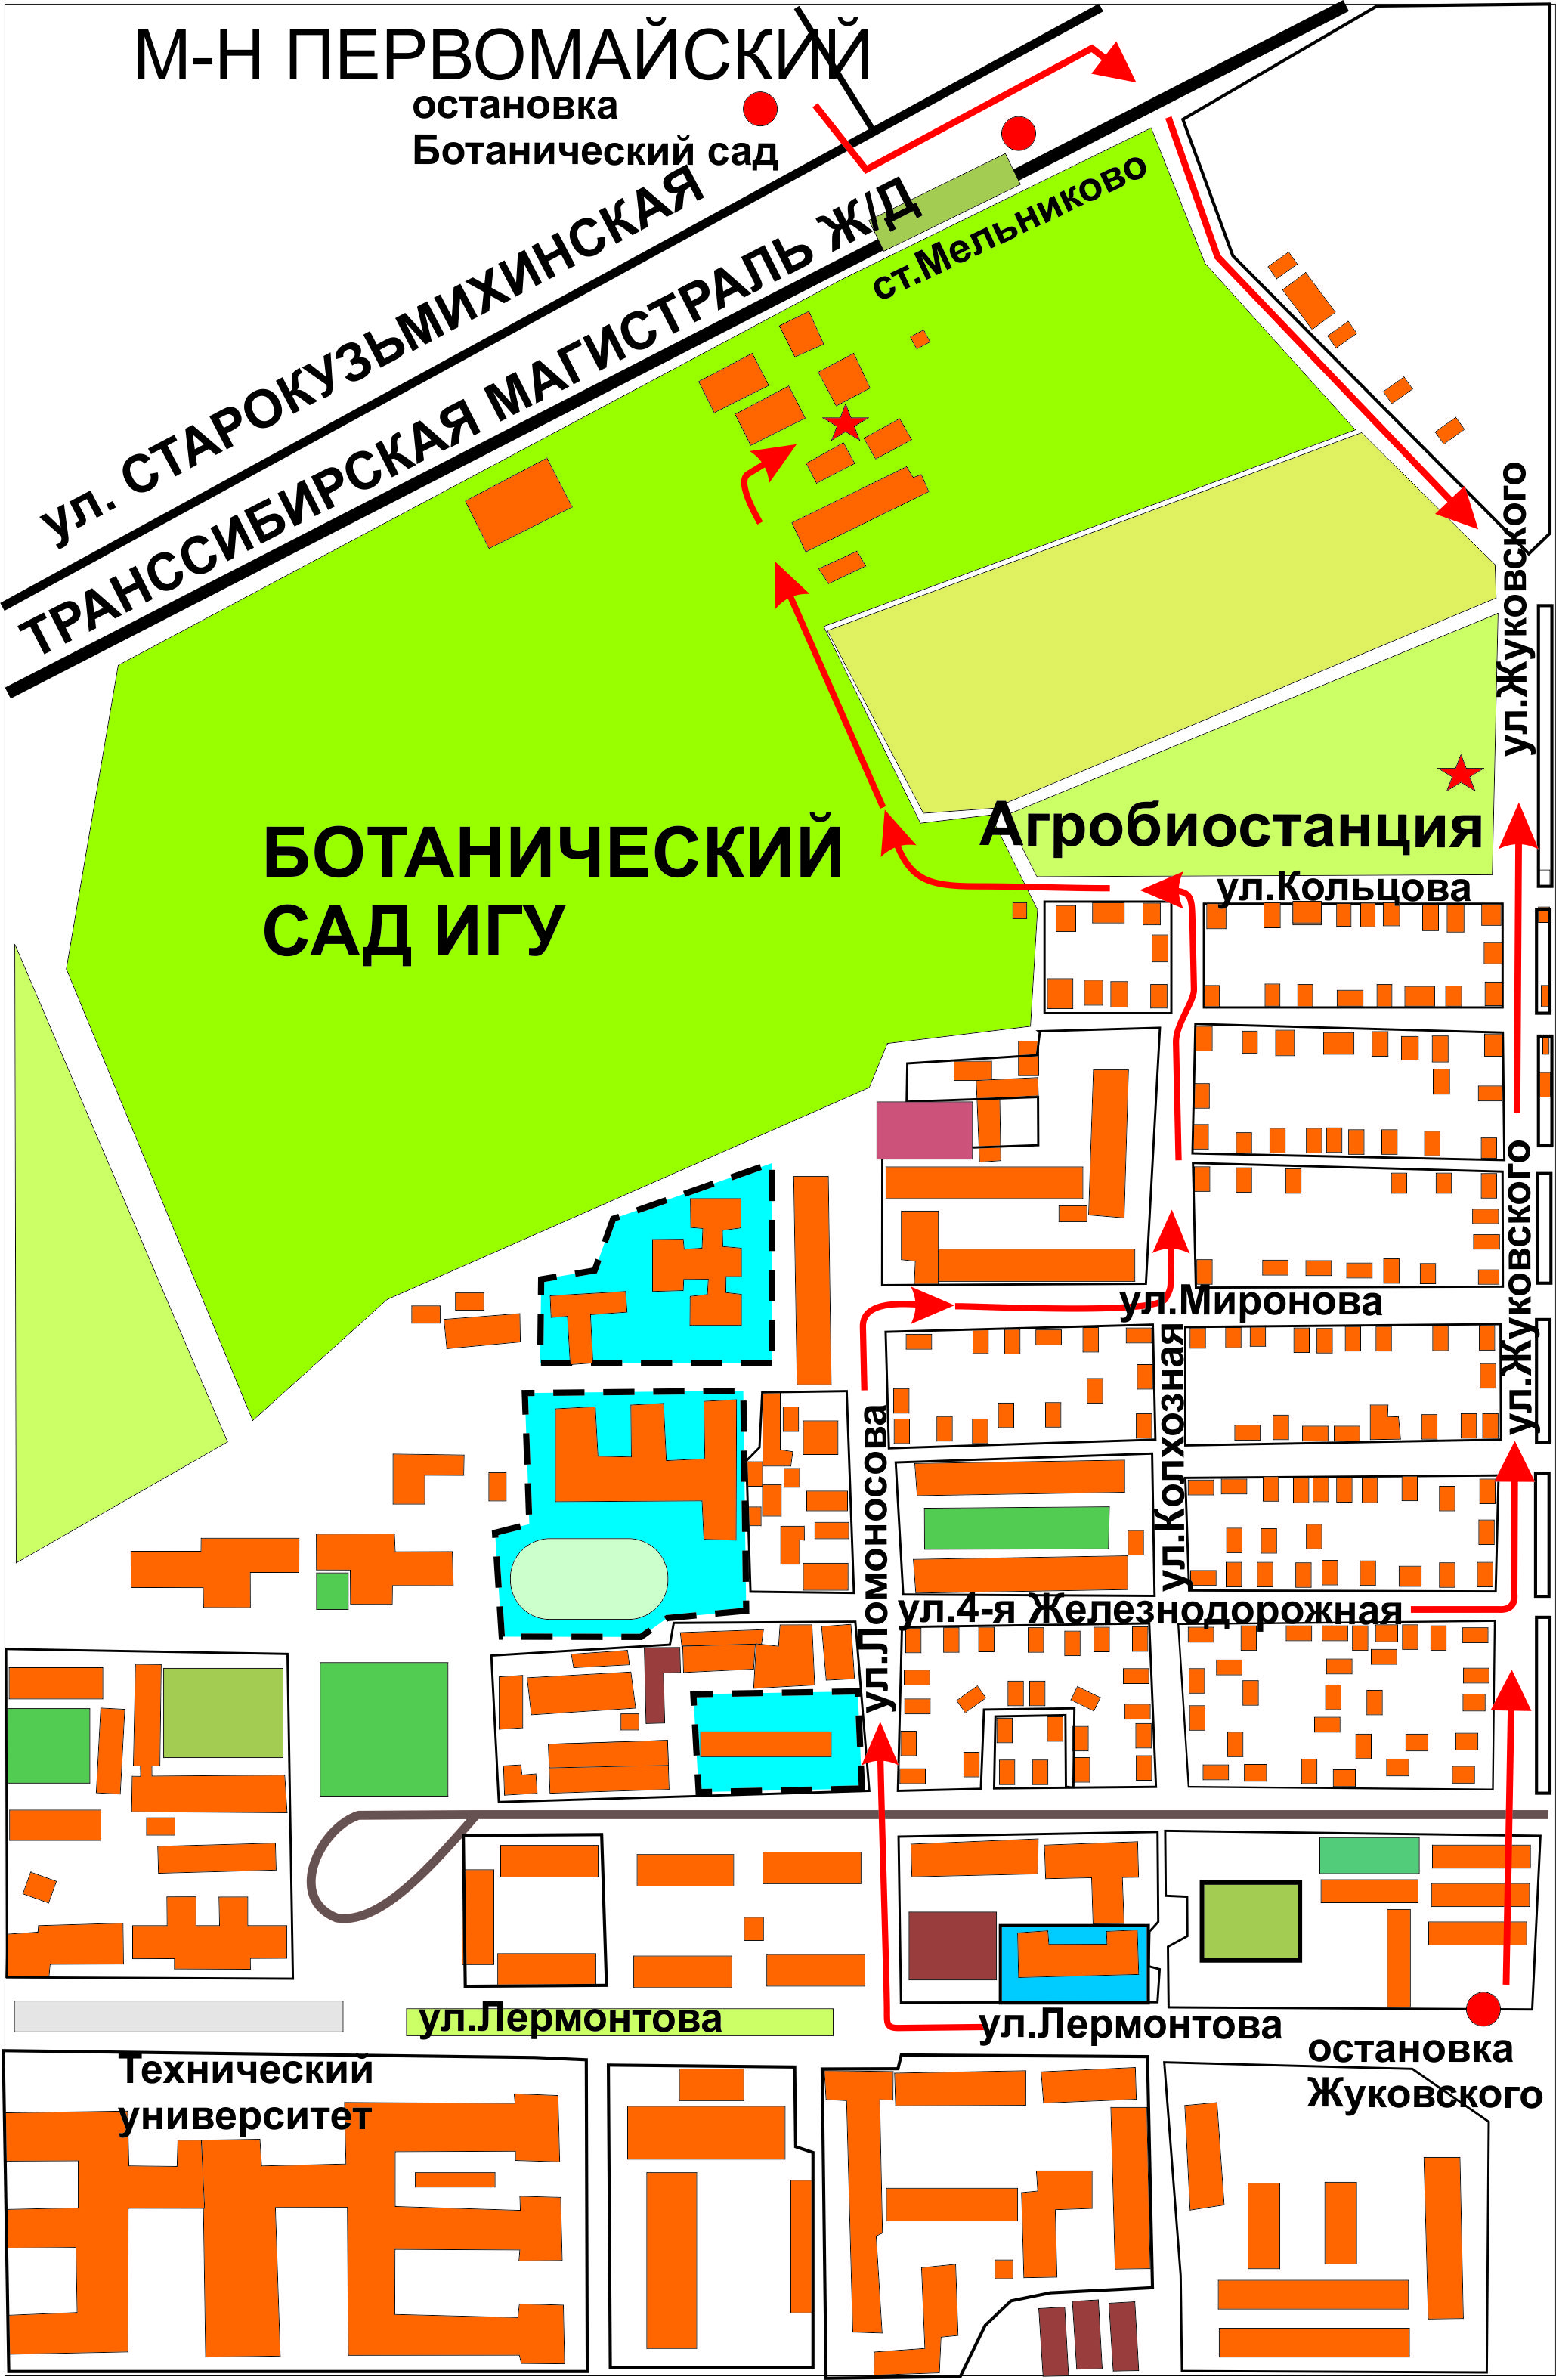 М-Н ПЕРВОМАЙСКИЙ
остановка
Ботанический сад
ул. СТАРОКУЗЬМИХИНСКАЯ
ТРАНССИБИРСКАЯ МАГИСТРАЛЬ Ж/Д
ст.Мельниково
ул.Жуковского
Агробиостанция
БОТАНИЧЕСКИЙ
САД ИГУ
ул.Кольцова
ул.Миронова
ул.Жуковского
ул.Колхозная
ул.Ломоносова
ул.4-я Железнодорожная
ул.Лермонтова
ул.Лермонтова
остановка
Жуковского
Технический
университет